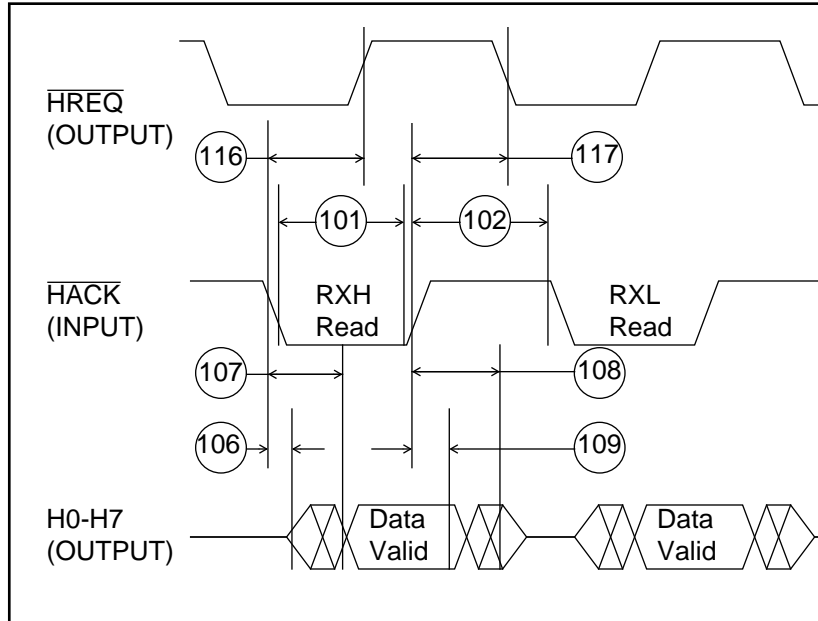 HREQ
(OUTPUT)
116
117
101
102
HACK
(INPUT)
RXH
Read
RXL
Read
107
108
106
109
H0-H7
(OUTPUT)
Data
Valid
Data
Valid